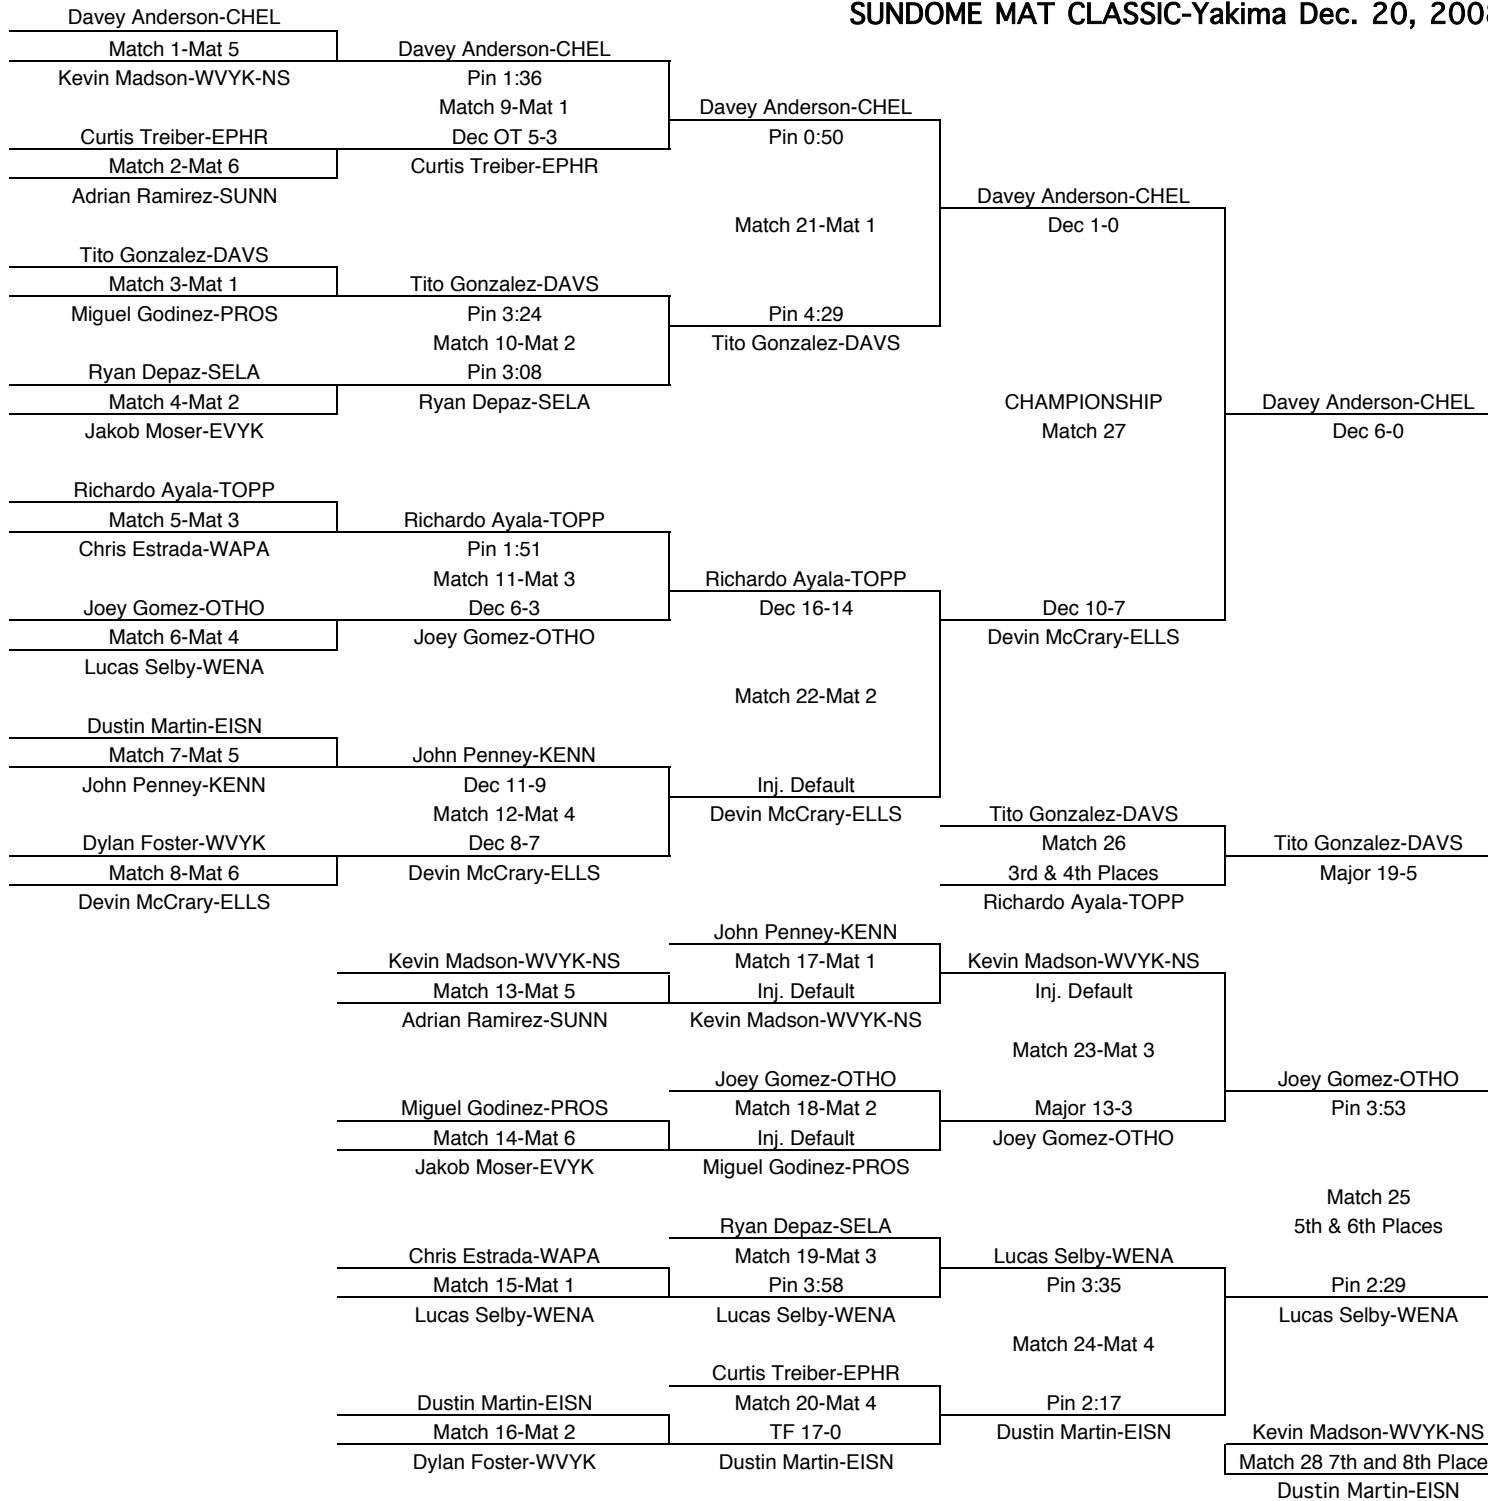 SUNDOME MAT CLASSIC-Yakima Dec. 20, 2008
Davey Anderson-CHEL
Match 1-Mat 5
Davey Anderson-CHEL
Kevin Madson-WVYK-NS
Pin 1:36
Match 9-Mat 1
Davey Anderson-CHEL
Curtis Treiber-EPHR
Dec OT 5-3
Pin 0:50
Match 2-Mat 6
Curtis Treiber-EPHR
Adrian Ramirez-SUNN
Davey Anderson-CHEL
Match 21-Mat 1
Dec 1-0
Tito Gonzalez-DAVS
Match 3-Mat 1
Tito Gonzalez-DAVS
Miguel Godinez-PROS
Pin 3:24
Pin 4:29
Match 10-Mat 2
Tito Gonzalez-DAVS
Ryan Depaz-SELA
Pin 3:08
Match 4-Mat 2
Ryan Depaz-SELA
CHAMPIONSHIP
Davey Anderson-CHEL
Jakob Moser-EVYK
Match 27
Dec 6-0
Richardo Ayala-TOPP
Match 5-Mat 3
Richardo Ayala-TOPP
Chris Estrada-WAPA
Pin 1:51
Match 11-Mat 3
Richardo Ayala-TOPP
Joey Gomez-OTHO
Dec 6-3
Dec 16-14
Dec 10-7
Match 6-Mat 4
Joey Gomez-OTHO
Devin McCrary-ELLS
Lucas Selby-WENA
Match 22-Mat 2
Dustin Martin-EISN
Match 7-Mat 5
John Penney-KENN
John Penney-KENN
Dec 11-9
Inj. Default
Match 12-Mat 4
Devin McCrary-ELLS
Tito Gonzalez-DAVS
Dylan Foster-WVYK
Dec 8-7
Match 26
Tito Gonzalez-DAVS
Match 8-Mat 6
Devin McCrary-ELLS
3rd & 4th Places
Major 19-5
Devin McCrary-ELLS
Richardo Ayala-TOPP
John Penney-KENN
Kevin Madson-WVYK-NS
Match 17-Mat 1
Kevin Madson-WVYK-NS
Match 13-Mat 5
Inj. Default
Inj. Default
Adrian Ramirez-SUNN
Kevin Madson-WVYK-NS
Match 23-Mat 3
Joey Gomez-OTHO
Joey Gomez-OTHO
Miguel Godinez-PROS
Match 18-Mat 2
Major 13-3
Pin 3:53
Match 14-Mat 6
Inj. Default
Joey Gomez-OTHO
Jakob Moser-EVYK
Miguel Godinez-PROS
Match 25
Ryan Depaz-SELA
5th & 6th Places
Chris Estrada-WAPA
Match 19-Mat 3
Lucas Selby-WENA
Match 15-Mat 1
Pin 3:58
Pin 3:35
Pin 2:29
Lucas Selby-WENA
Lucas Selby-WENA
Lucas Selby-WENA
Match 24-Mat 4
Curtis Treiber-EPHR
Dustin Martin-EISN
Match 20-Mat 4
Pin 2:17
Match 16-Mat 2
TF 17-0
Dustin Martin-EISN
Kevin Madson-WVYK-NS
Dylan Foster-WVYK
Dustin Martin-EISN
Match 28 7th and 8th Place
Dustin Martin-EISN